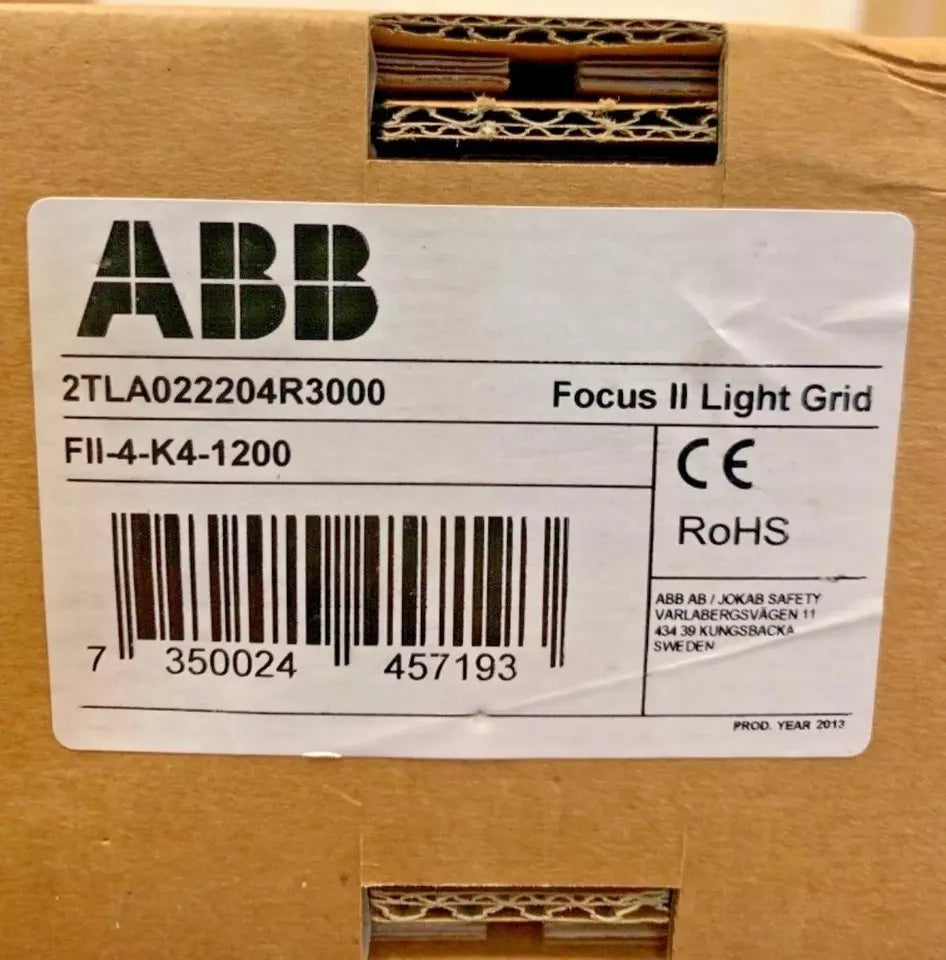 ABB
2TLA022204R3000 Focus II Light Grid
FII-4-K4-1200
CE
RoHS
ABB AB / JOKAB SAFETY
VARLABERGSVÄGEN 11
434 39 KUNGSBACKA
SWEDEN
7 350024 457193
PROD. YEAR 2013